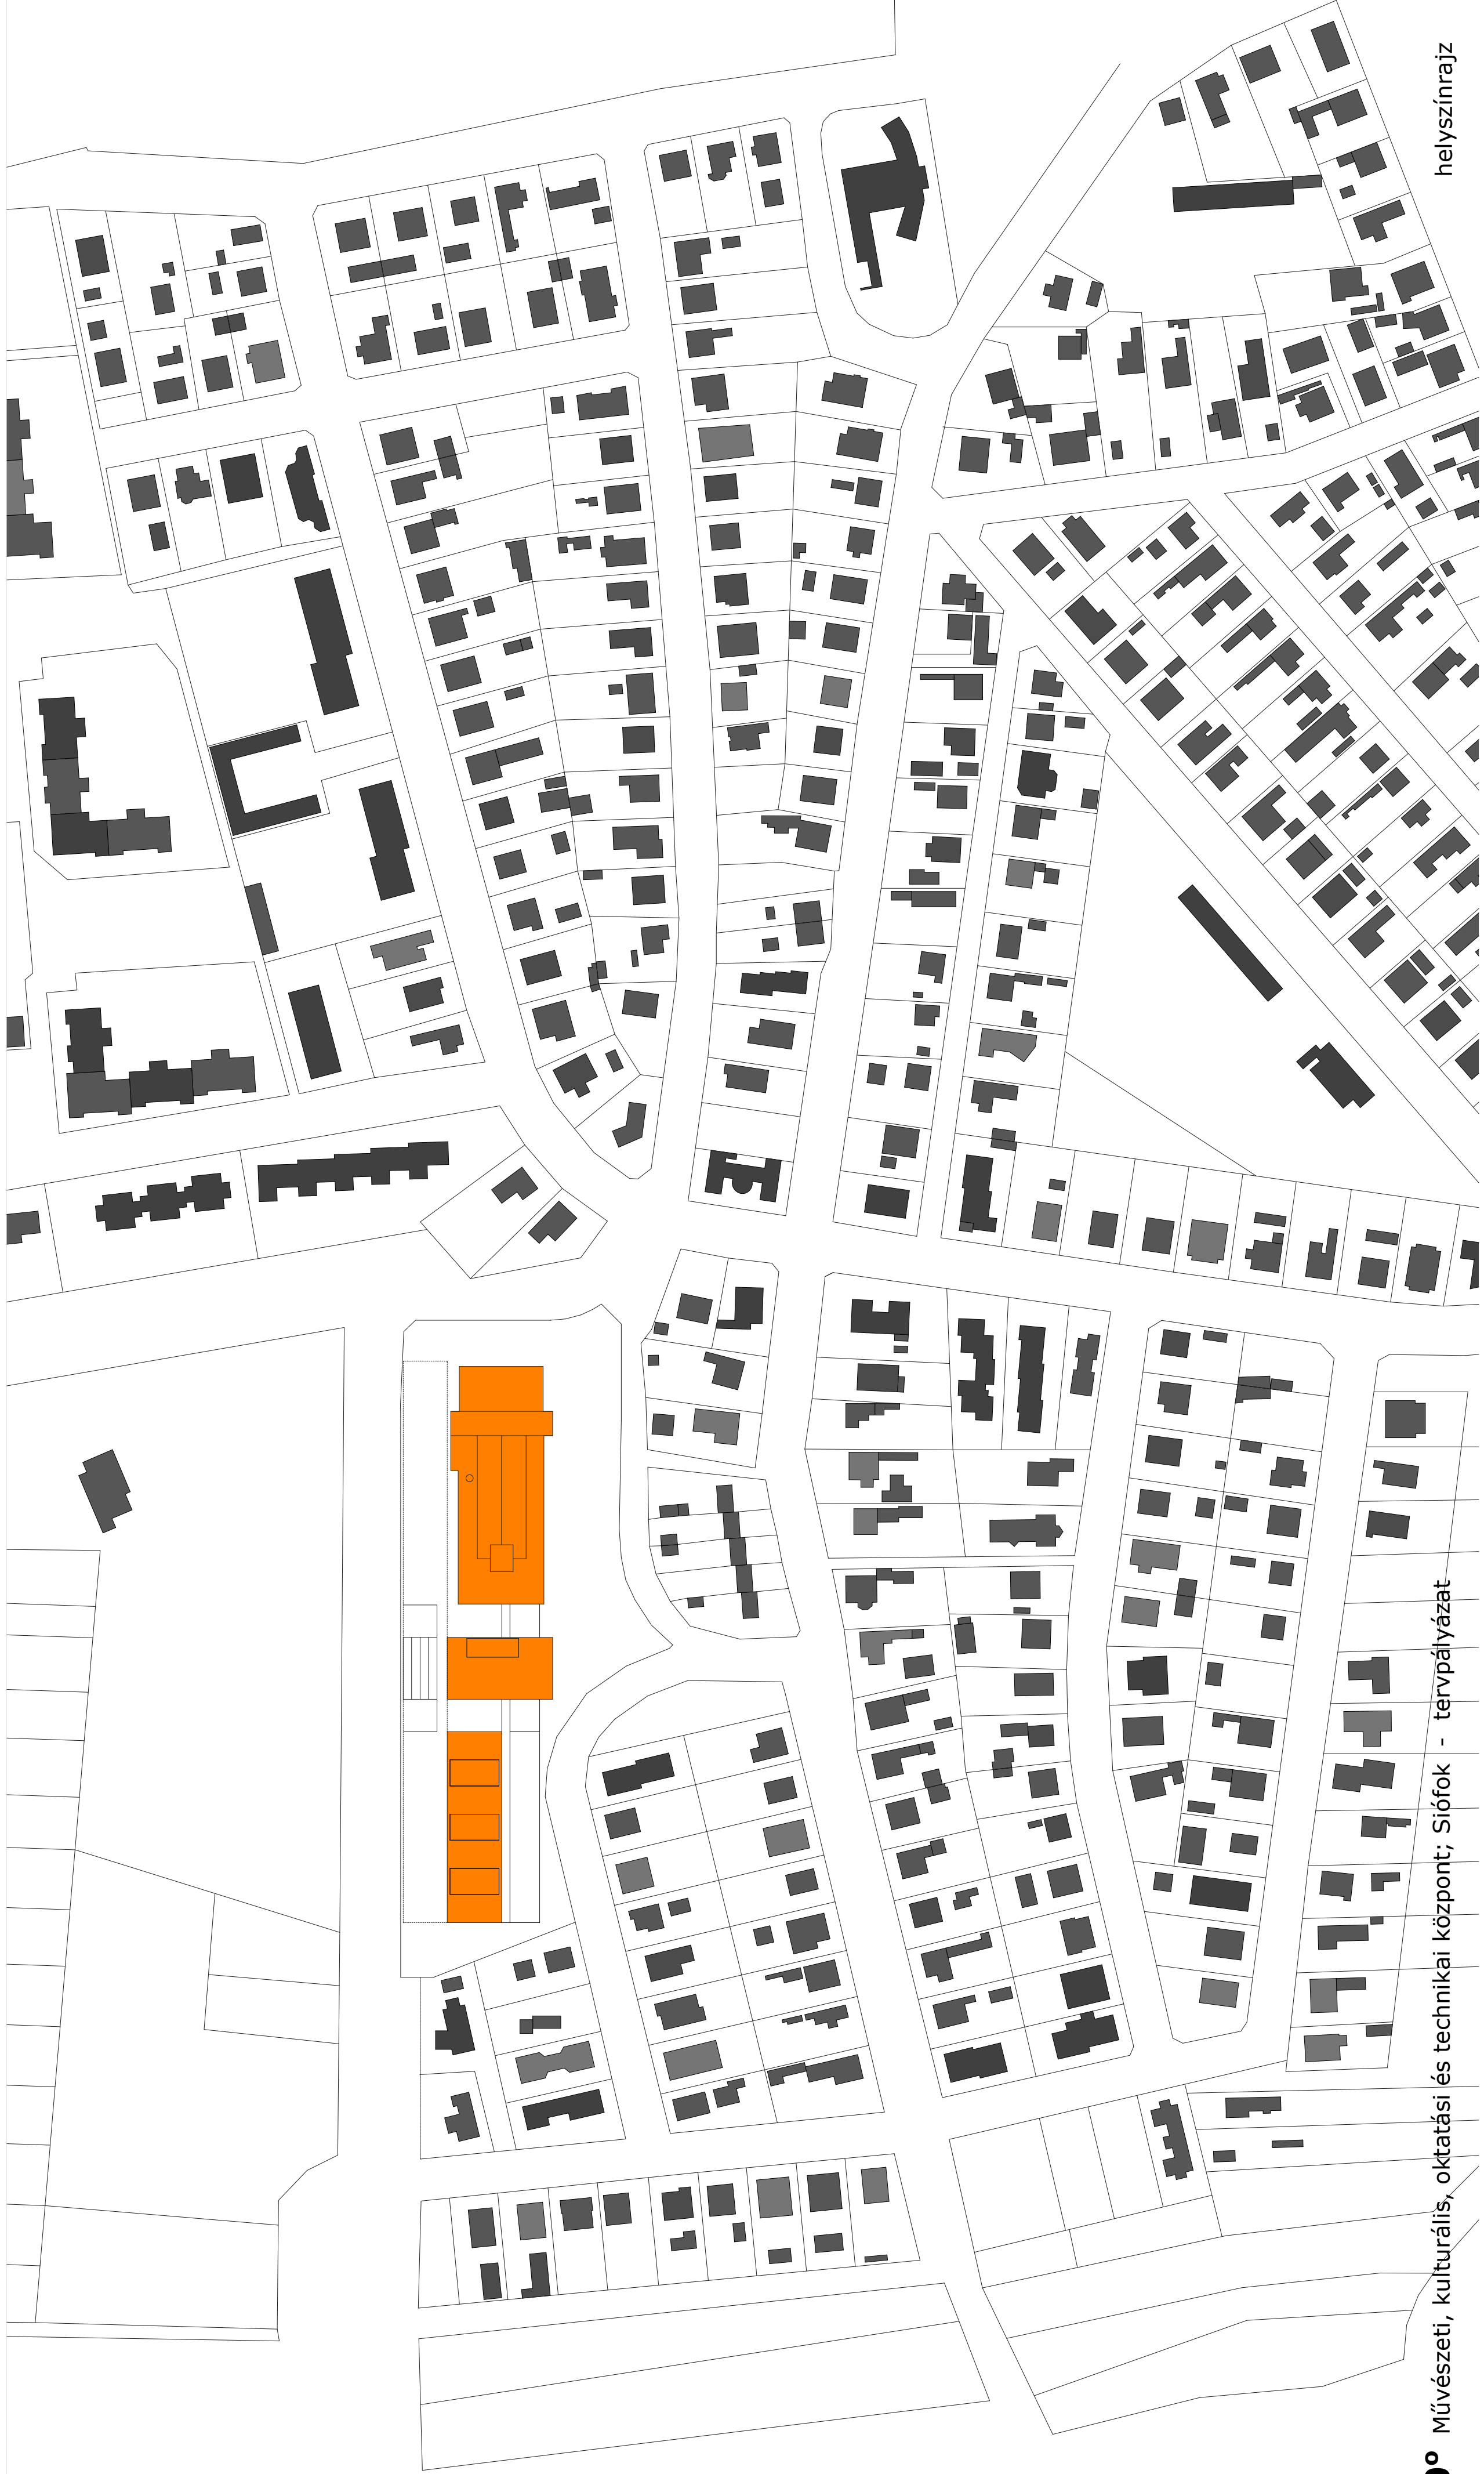 Művészeti, kulturális, oktatási és technikai központ; Siófok - tervpályázat
helyszínrajz